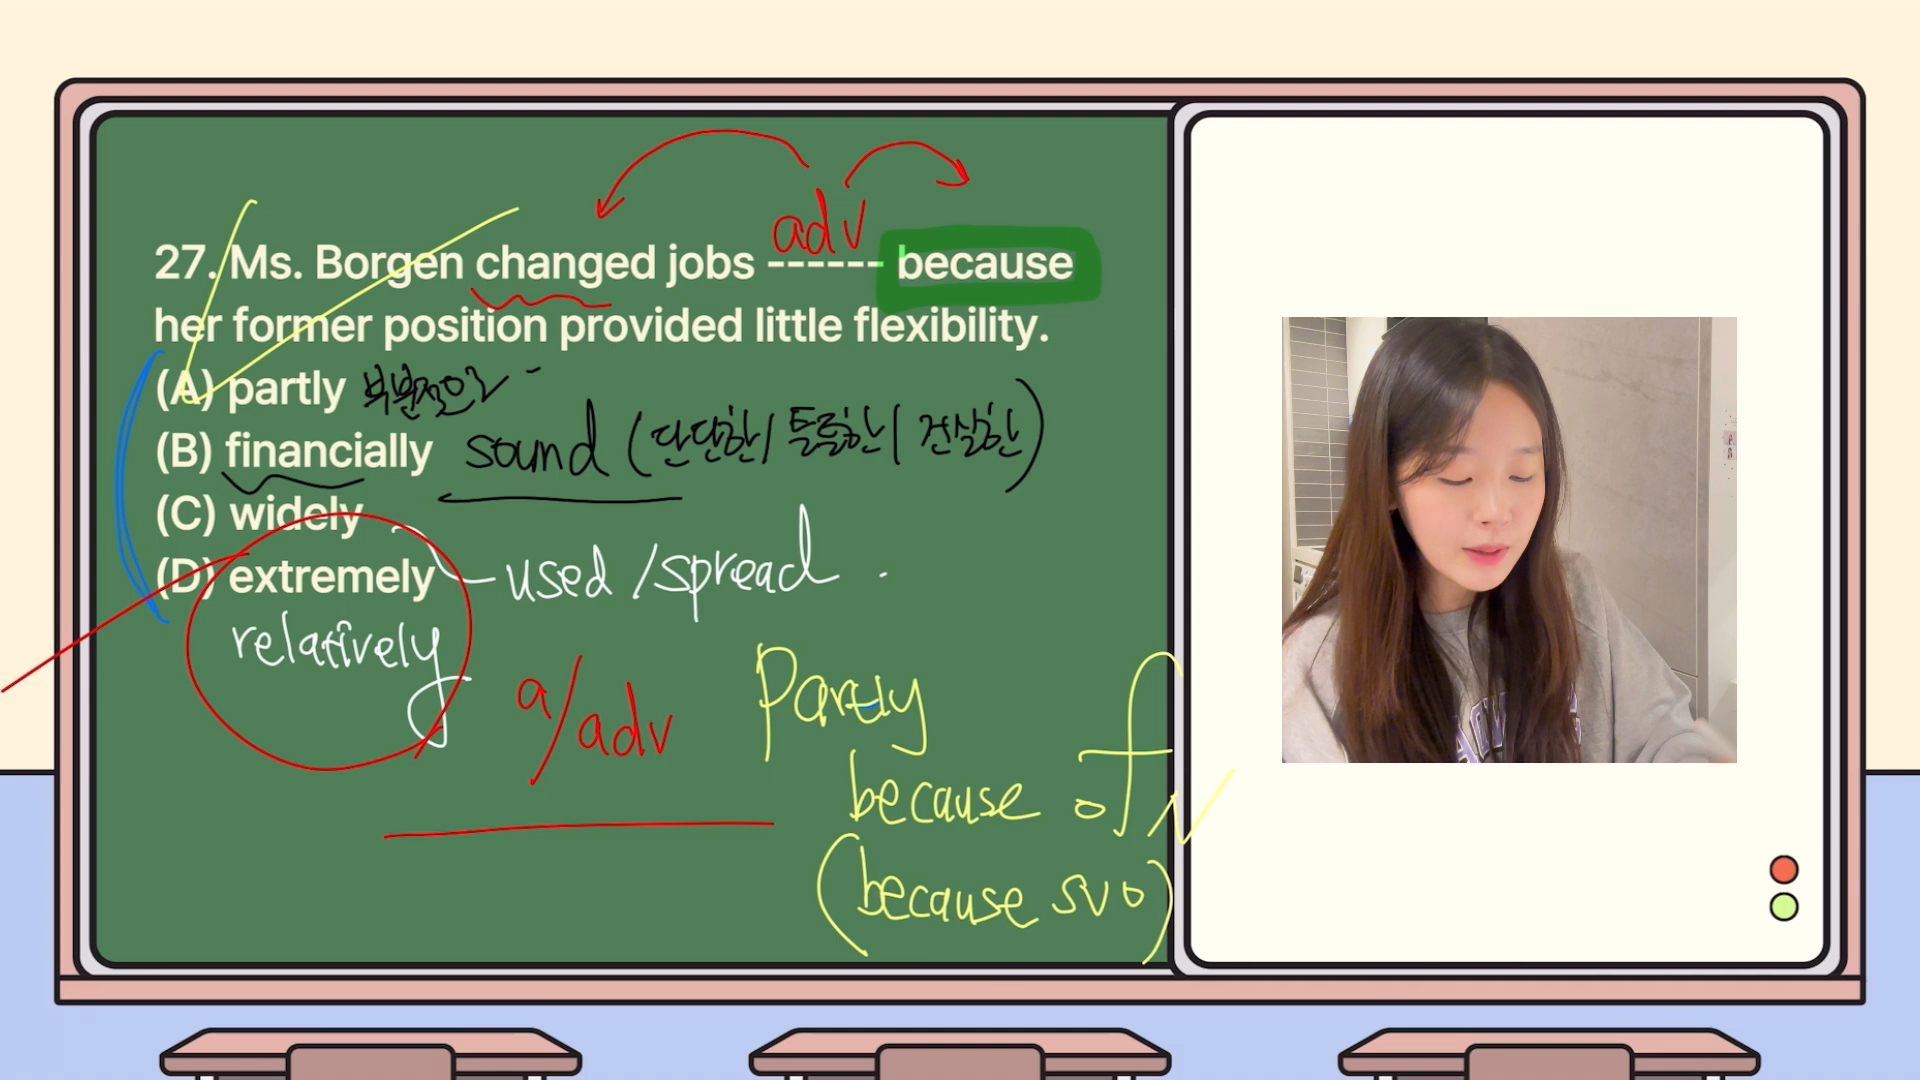 adv
27. Ms. Borgen changed jobs ------ because
her former position provided little flexibility.
(A) partly 부분적으로
(B) financially sound (단단한/튼튼한/건실한)
(C) widely
(D) extremely used/spread.
relatively
a/adv
Partly
because of N
(because svo)